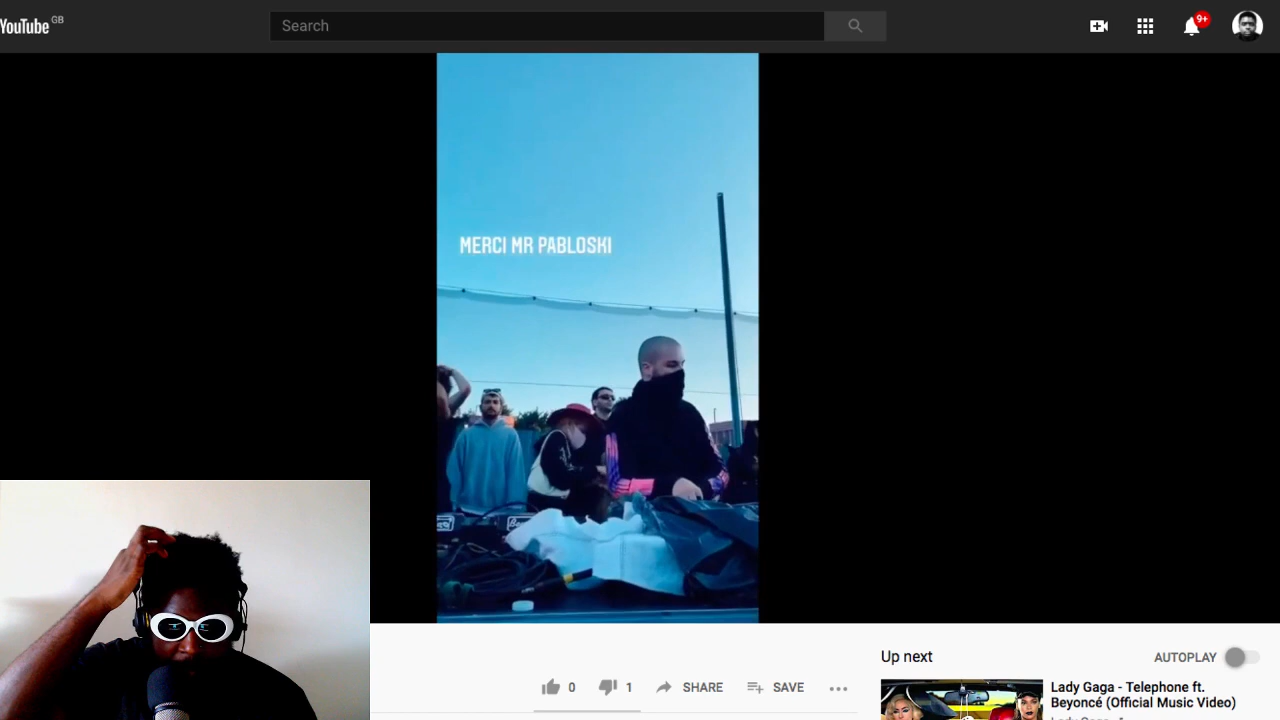 YouTube GB
Search
9+
MERCI MR PABLOSKI
0
1
SHARE
SAVE
Up next
AUTOPLAY
Lady Gaga - Telephone ft.
Beyoncé (Official Music Video)